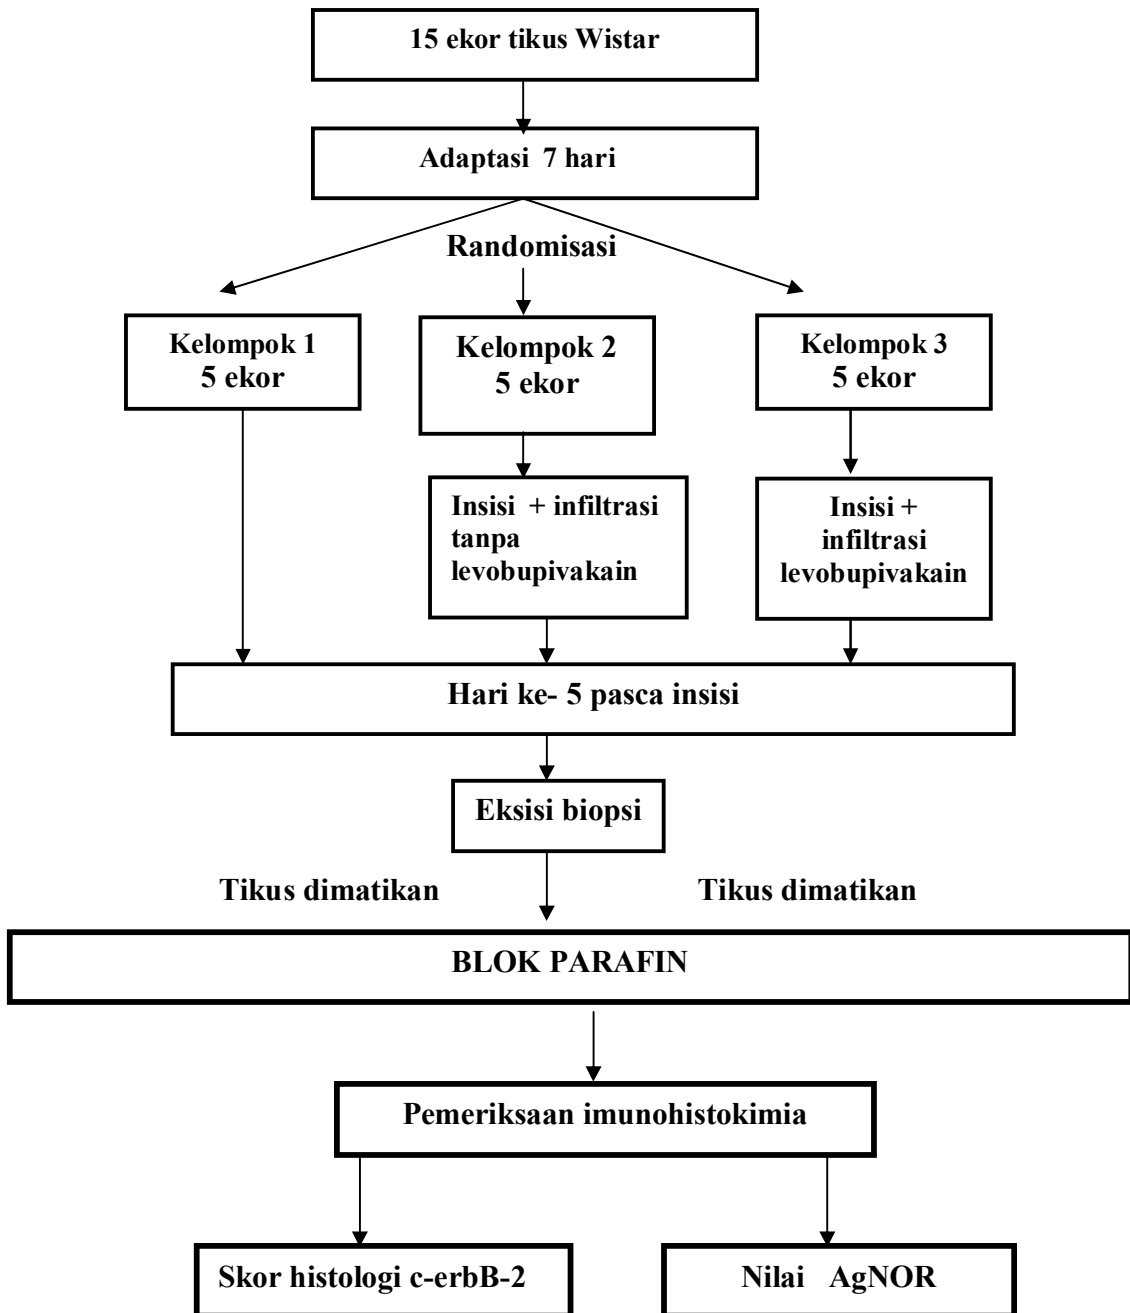 15 ekor tikus Wistar
Adaptasi 7 hari
Randomisasi
Kelompok 1
5 ekor
Kelompok 2
5 ekor
Kelompok 3
5 ekor
Insisi + infiltrasi
tanpa
levobupivakain
Insisi +
infiltrasi
levobupivakain
Hari ke- 5 pasca insisi
Eksisi biopsi
Tikus dimatikan
Tikus dimatikan
BLOK PARAFIN
Pemeriksaan imunohistokimia
Skor histologi c-erbB-2
Nilai AgNOR